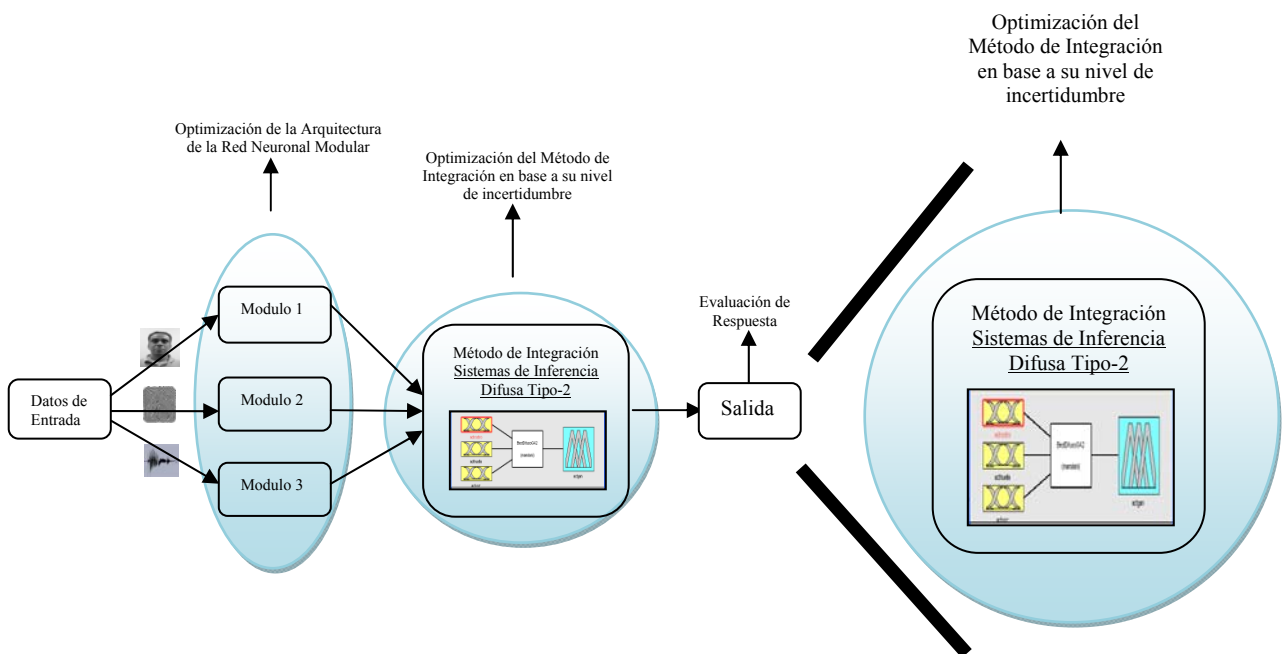 Optimización de la Arquitectura
de la Red Neuronal Modular
Optimización del Método de
Integración en base a su nivel
de incertidumbre
Datos de
Entrada
Modulo 1
Modulo 2
Modulo 3
Método de Integración
Sistemas de Inferencia
Difusa Tipo-2
Evaluación de
Respuesta
Salida
Optimización del
Método de Integración
en base a su nivel de
incertidumbre
Método de Integración
Sistemas de Inferencia
Difusa Tipo-2